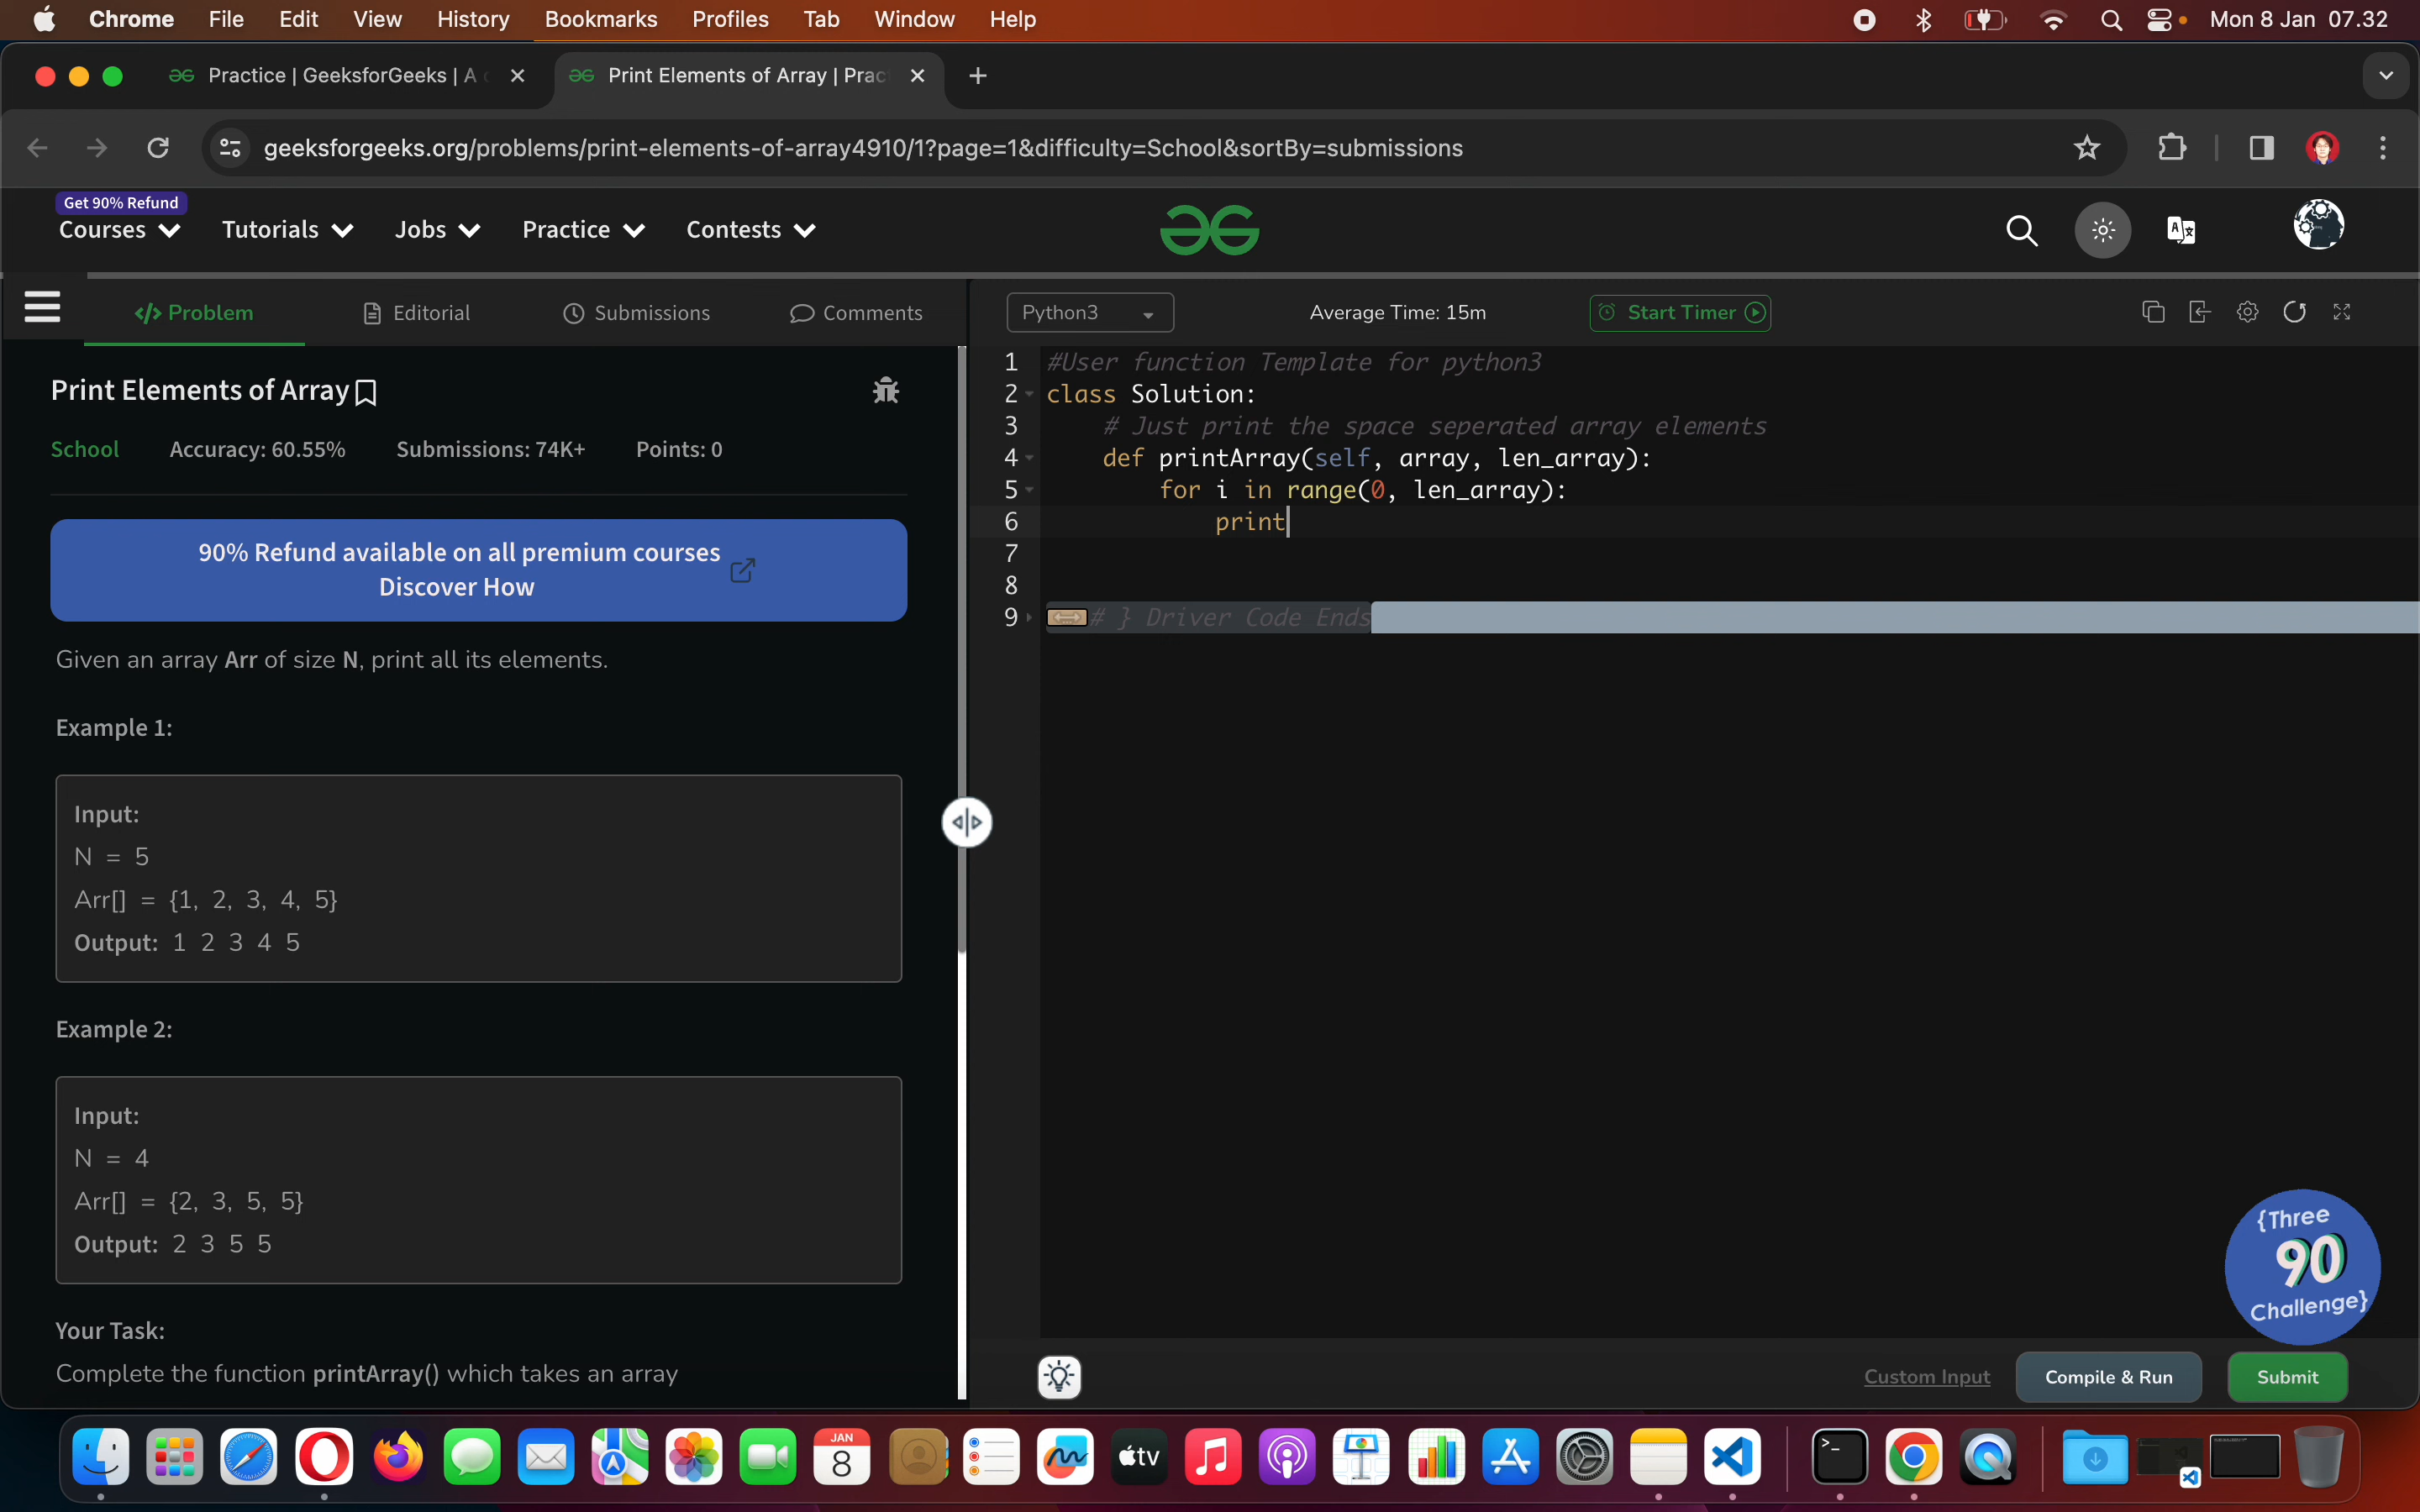 Chrome File Edit View History Bookmarks Profiles Tab Window Help Mon 8 Jan 07.32
Practice | GeeksforGeeks | A Print Elements of Array | Prac
geeksforgeeks.org/problems/print-elements-of-array4910/1?page=1&difficulty=School&sortBy=submissions
Get 90% Refund
Courses Tutorials Jobs Practice Contests
</> Problem Editorial Submissions Comments
Python3 Average Time: 15m Start Timer
Print Elements of Array
School Accuracy: 60.55% Submissions: 74K+ Points: 0
90% Refund available on all premium courses
Discover How
Given an array Arr of size N, print all its elements.
Example 1:
Input:
N = 5
Arr[] = {1, 2, 3, 4, 5}
Output: 1 2 3 4 5
Example 2:
Input:
N = 4
Arr[] = {2, 3, 5, 5}
Output: 2 3 5 5
Your Task:
Complete the function printArray() which takes an array
1 #User function Template for python3
2 class Solution:
3 # Just print the space seperated array elements
4 def printArray(self, array, len_array):
5 for i in range(0, len_array):
6 print
7
8
9 # } Driver Code Ends
{Three
90
Challenge}
Custom Input Compile & Run Submit
JAN
8
tv